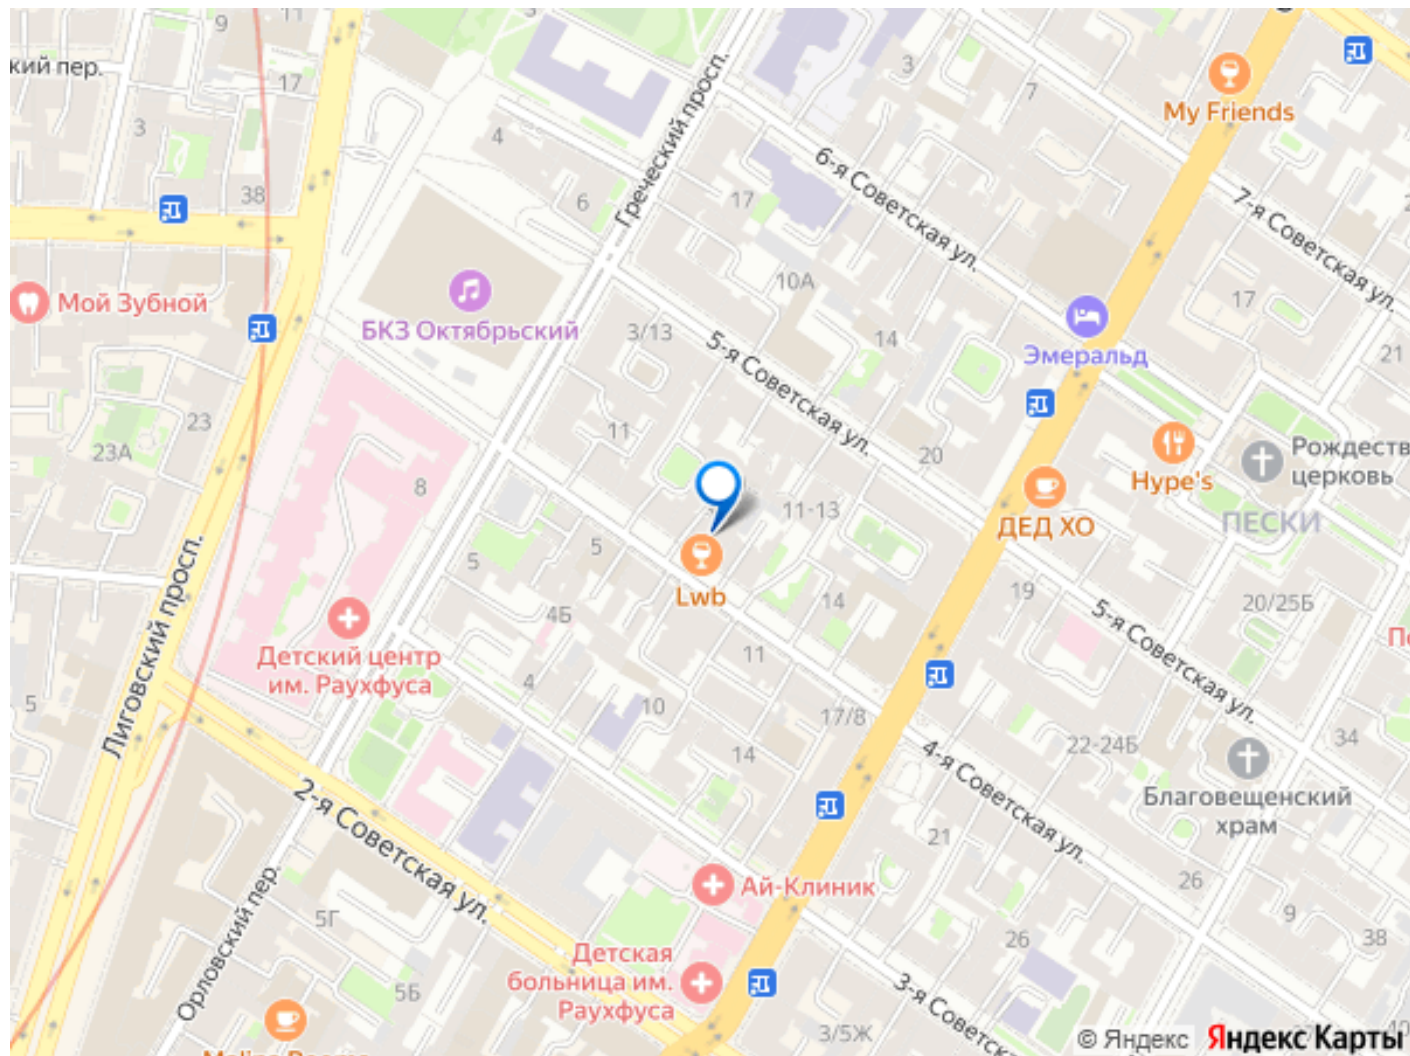 9
11
кий пер.
17
3
38
4
6
5
Греческий просп.
3
7
My Friends
6-я Советская ул.
7-я Советская ул.
17
10А
14
17
21
Мой Зубной
БКЗ Октябрьский
3/13
5-я Советская ул.
Эмеральд
23
23А
11
8
20
Hype's
Рождеств
церковь
ПЕСКИ
11-13
ДЕД ХО
Лиговский просп.
5
5
Lwb
4Б
14
19
20/25Б
5-я Советская ул.
Детский центр
им. Раухфуса
11
4
10
5
17/8
14
22-24Б
34
4-я Советская ул.
Благовещенский
храм
2-я Советская ул.
21
26
Ай-Клиник
9
38
26
Орловский пер.
5Г
5Б
Детская
больница им.
Раухфуса
3-я Советска
3/5Ж
© Яндекс
Яндекс Карты